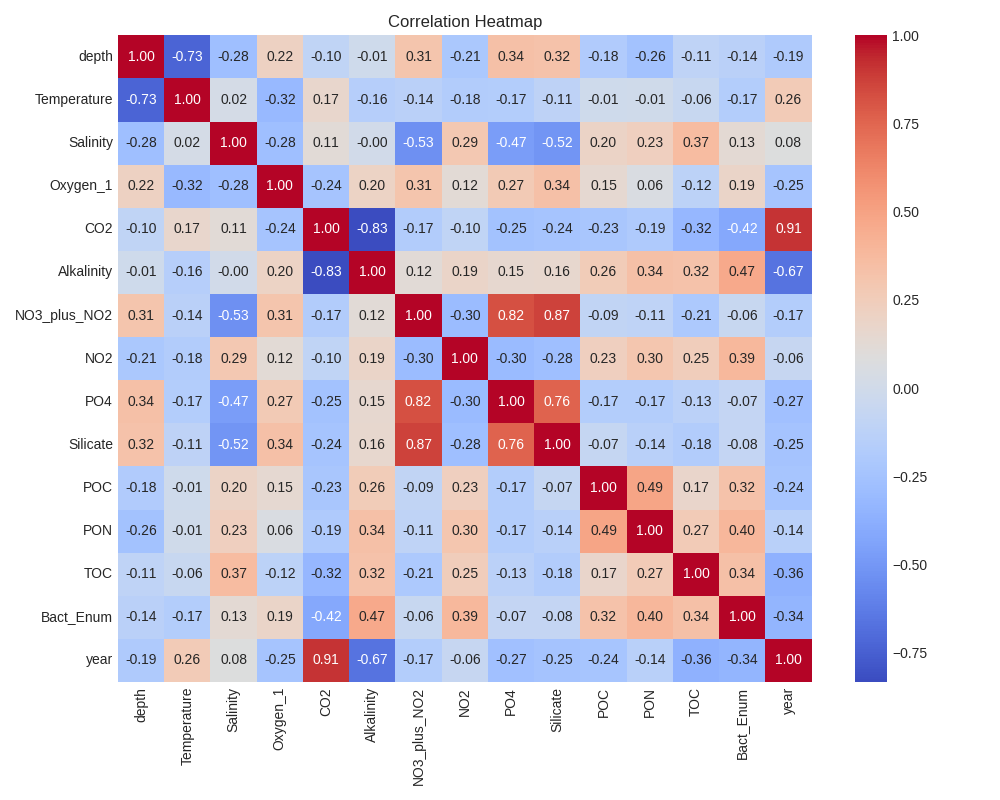 Correlation Heatmap
depth 1.00 -0.73 -0.28 0.22 -0.10 -0.01 0.31 -0.21 0.34 0.32 -0.18 -0.26 -0.11 -0.14 -0.19
Temperature -0.73 1.00 0.02 -0.32 0.17 -0.16 -0.14 -0.18 -0.17 -0.11 -0.01 -0.01 -0.06 -0.17 0.26
Salinity -0.28 0.02 1.00 -0.28 0.11 -0.00 -0.53 0.29 -0.47 -0.52 0.20 0.23 0.37 0.13 0.08
Oxygen_1 0.22 -0.32 -0.28 1.00 -0.24 0.20 0.31 0.12 0.27 0.34 0.15 0.06 -0.12 0.19 -0.25
CO2 -0.10 0.17 0.11 -0.24 1.00 -0.83 -0.17 -0.10 -0.25 -0.24 -0.23 -0.19 -0.32 -0.42 0.91
Alkalinity -0.01 -0.16 -0.00 0.20 -0.83 1.00 0.12 0.19 0.15 0.16 0.26 0.34 0.32 0.47 -0.67
NO3_plus_NO2 0.31 -0.14 -0.53 0.31 -0.17 0.12 1.00 -0.30 0.82 0.87 -0.09 -0.11 -0.21 -0.06 -0.17
NO2 -0.21 -0.18 0.29 0.12 -0.10 0.19 -0.30 1.00 -0.30 -0.28 0.23 0.30 0.25 0.39 -0.06
PO4 0.34 -0.17 -0.47 0.27 -0.25 0.15 0.82 -0.30 1.00 0.76 -0.17 -0.17 -0.13 -0.07 -0.27
Silicate 0.32 -0.11 -0.52 0.34 -0.24 0.16 0.87 -0.28 0.76 1.00 -0.07 -0.14 -0.18 -0.08 -0.25
POC -0.18 -0.01 0.20 0.15 -0.23 0.26 -0.09 0.23 -0.17 -0.07 1.00 0.49 0.17 0.32 -0.24
PON -0.26 -0.01 0.23 0.06 -0.19 0.34 -0.11 0.30 -0.17 -0.14 0.49 1.00 0.27 0.40 -0.14
TOC -0.11 -0.06 0.37 -0.12 -0.32 0.32 -0.21 0.25 -0.13 -0.18 0.17 0.27 1.00 0.34 -0.36
Bact_Enum -0.14 -0.17 0.13 0.19 -0.42 0.47 -0.06 0.39 -0.07 -0.08 0.32 0.40 0.34 1.00 -0.34
year -0.19 0.26 0.08 -0.25 0.91 -0.67 -0.17 -0.06 -0.27 -0.25 -0.24 -0.14 -0.36 -0.34 1.00
depth
Temperature
Salinity
Oxygen_1
CO2
Alkalinity
NO3_plus_NO2
NO2
PO4
Silicate
POC
PON
TOC
Bact_Enum
year
1.00
0.75
0.50
0.25
0.00
−0.25
−0.50
−0.75